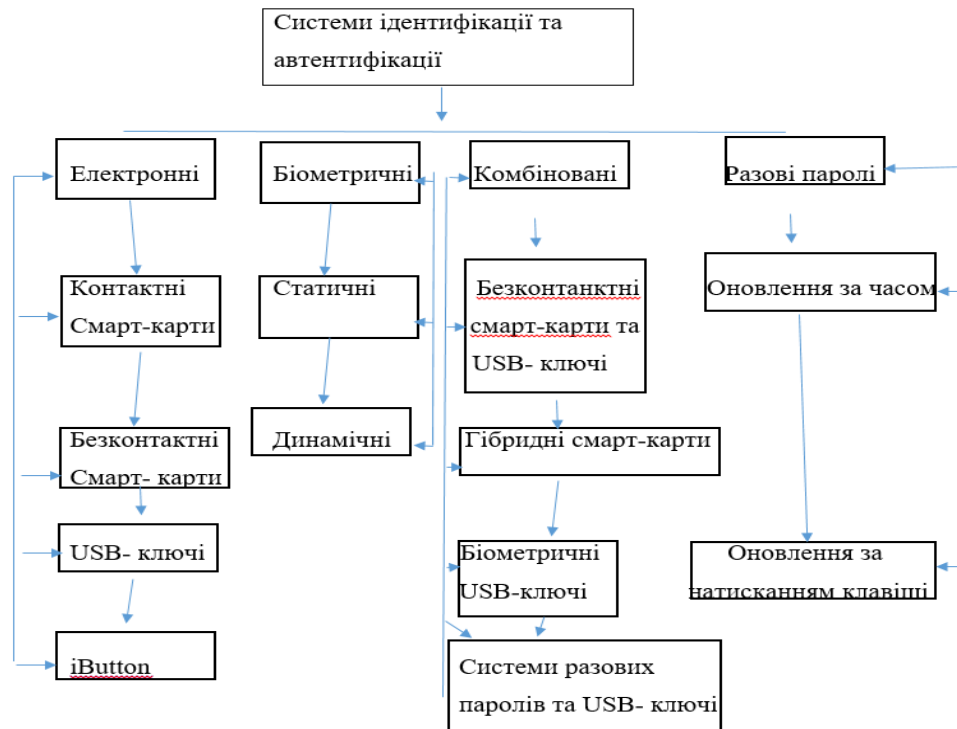 Системи ідентифікації та
автентифікації
Електронні
Біометричні
Комбіновані
Разові паролі
Контактні
Смарт-карти
Статичні
Безконтанктні
смарт-карти та
USB- ключі
Оновлення за часом
Безконтактні
Смарт- карти
Динамічні
Гібридні смарт-карти
USB- ключі
Біометричні
USB-ключі
Оновлення за
натисканням клавіші
iButton
Системи разових
паролів та USB- ключі